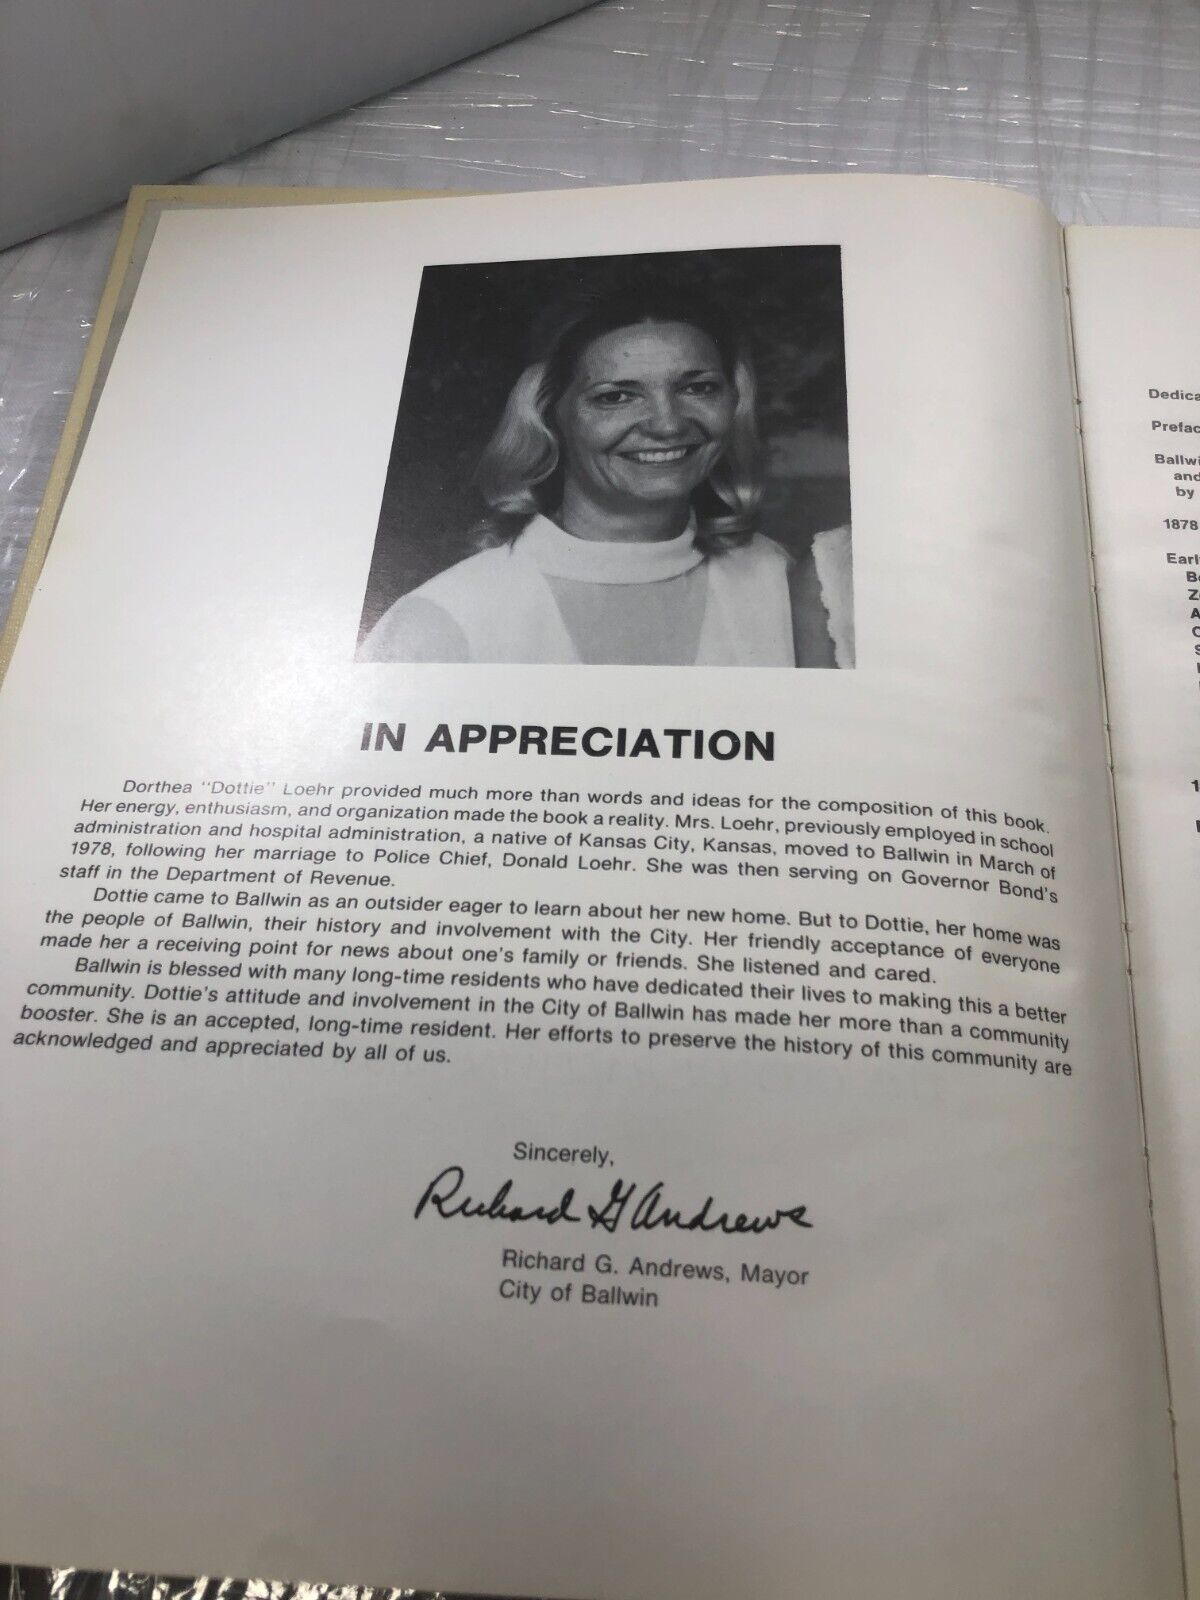 IN APPRECIATION
Dorthea "Dottie" Loehr provided much more than words and ideas for the composition of this book.
Her energy, enthusiasm, and organization made the book a reality. Mrs. Loehr, previously employed in school
administration and hospital administration, a native of Kansas City, Kansas, moved to Ballwin in March of
1978, following her marriage to Police Chief, Donald Loehr. She was then serving on Governor Bond's
staff in the Department of Revenue.
Dottie came to Ballwin as an outsider eager to learn about her new home. But to Dottie, her home was
the people of Ballwin, their history and involvement with the City. Her friendly acceptance of everyone
made her a receiving point for news about one's family or friends. She listened and cared.
Ballwin is blessed with many long-time residents who have dedicated their lives to making this a better
community. Dottie's attitude and involvement in the City of Ballwin has made her more than a community
booster. She is an accepted, long-time resident. Her efforts to preserve the history of this community are
acknowledged and appreciated by all of us.
Sincerely,
Richard G Andrews
Richard G. Andrews, Mayor
City of Ballwin
Dedica
Prefac
Ballwi
and
by
1878
Earl